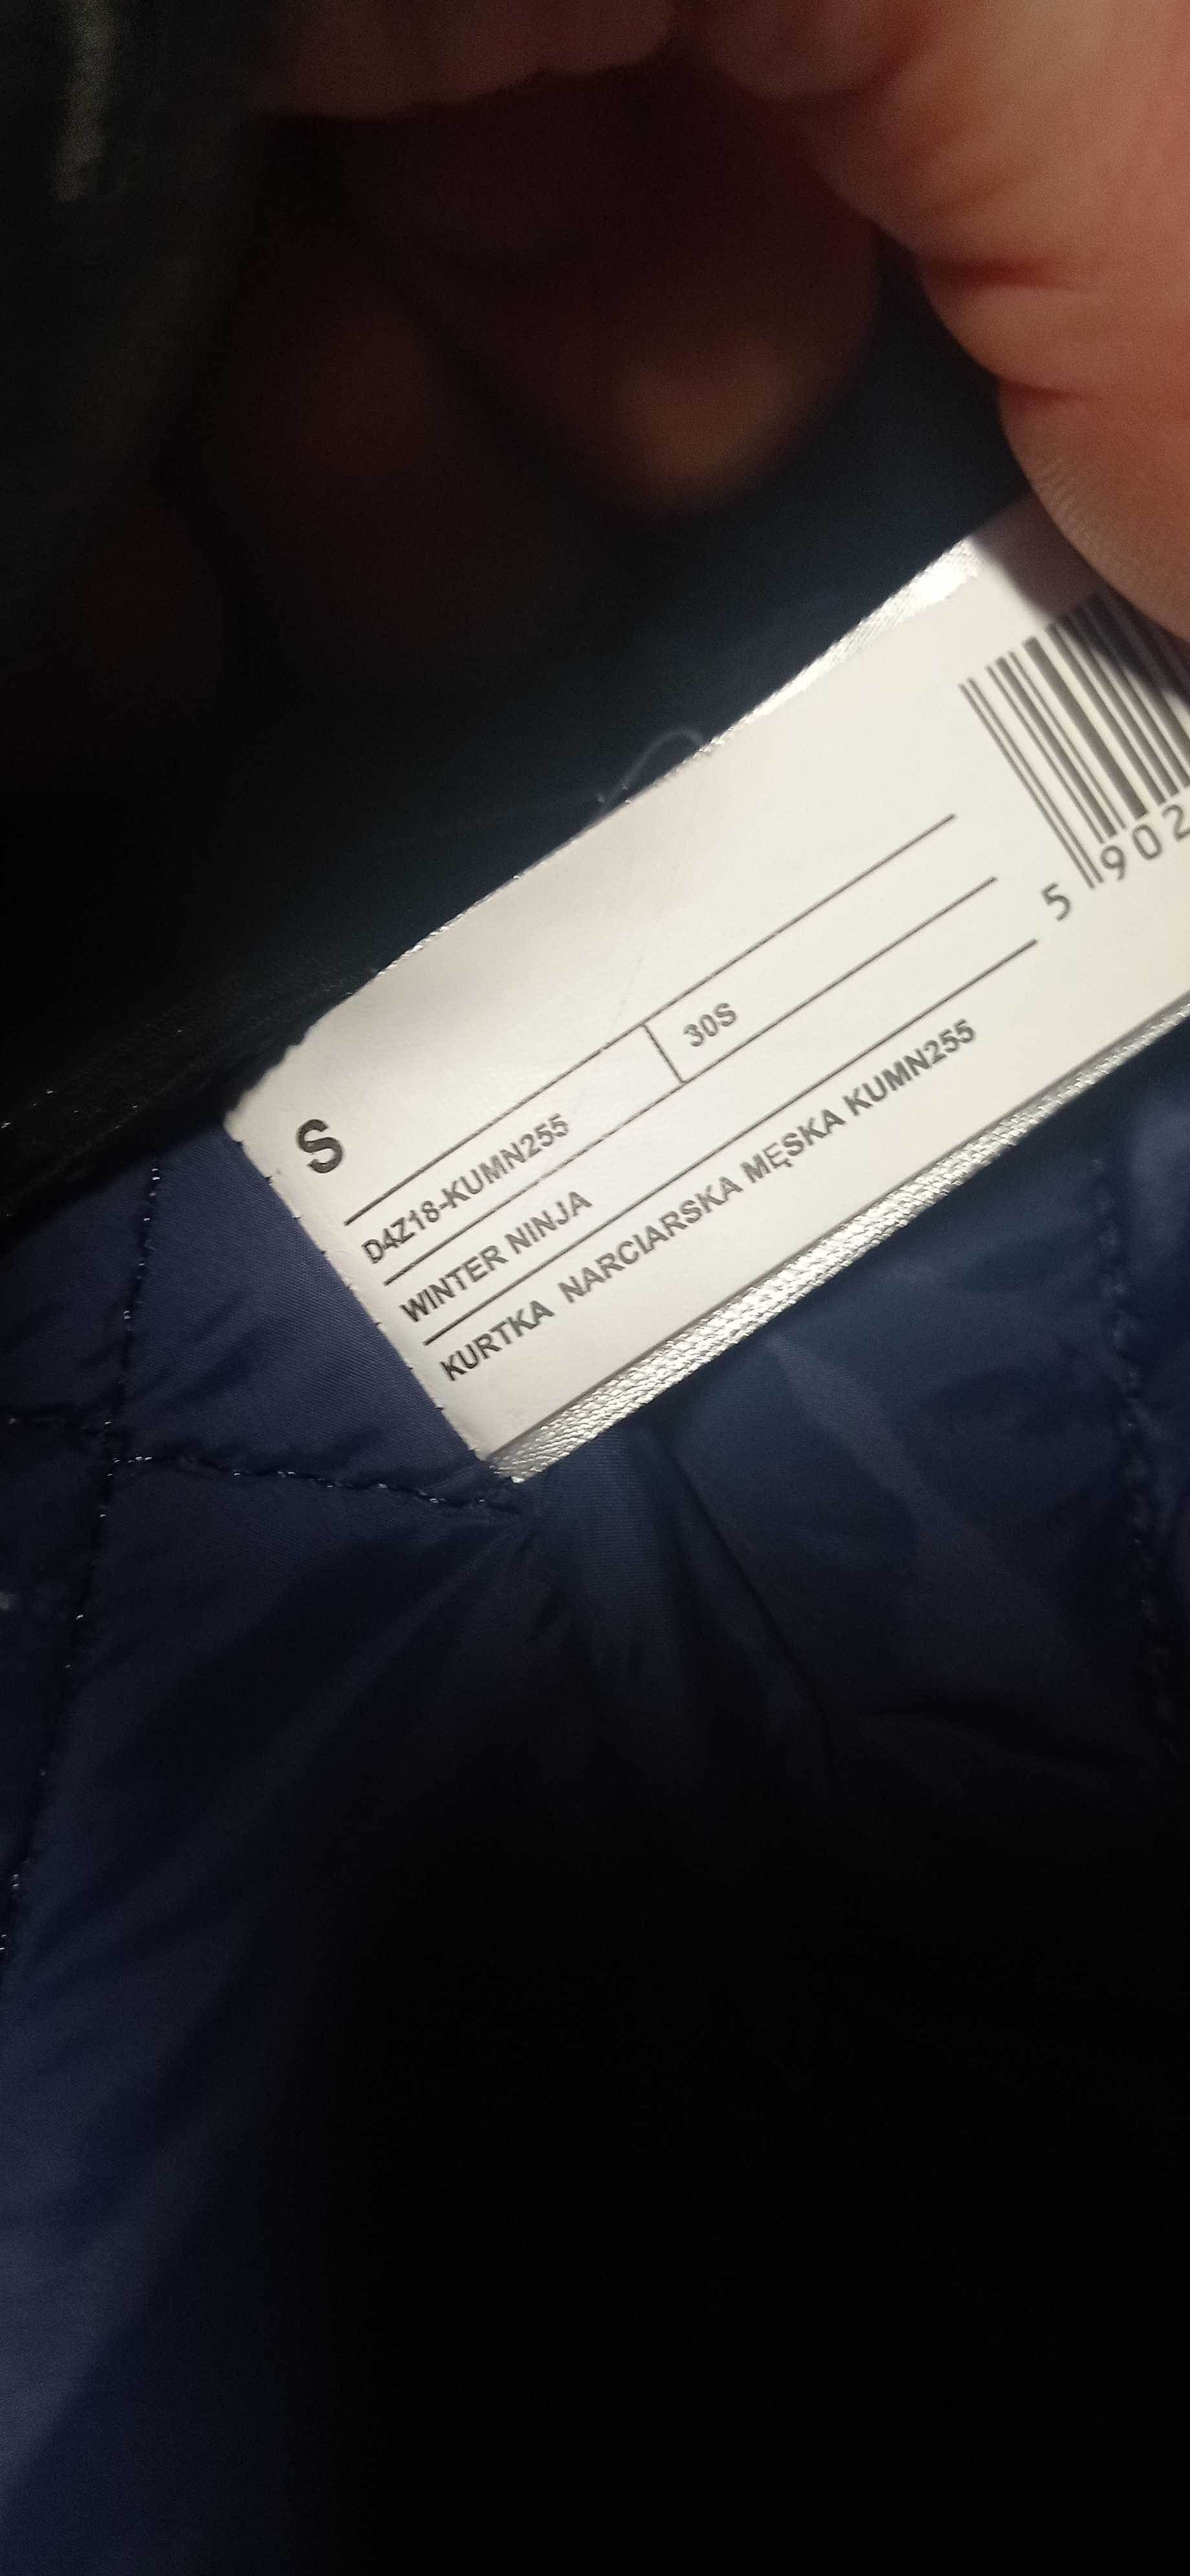 S
D4Z18-KUMN255 30S
WINTER NINJA
KURTKA NARCIARSKA MĘSKA KUMN255
5 902